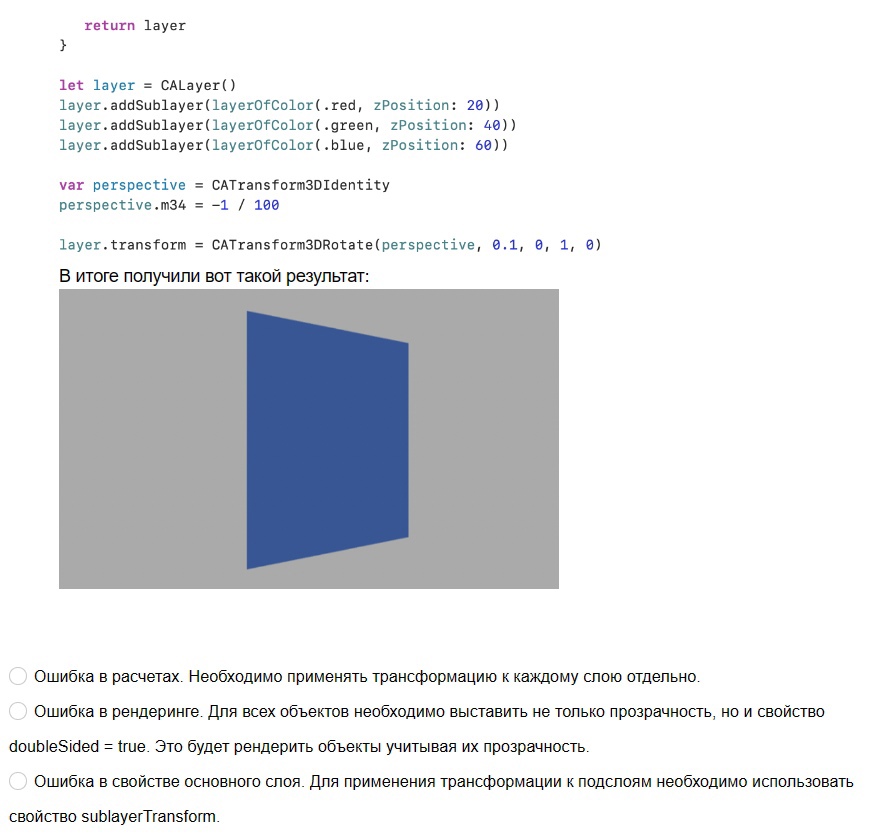 return layer
}
let layer = CALayer()
layer.addSublayer(layerOfColor(.red, zPosition: 20))
layer.addSublayer(layerOfColor(.green, zPosition: 40))
layer.addSublayer(layerOfColor(.blue, zPosition: 60))
var perspective = CATransform3DIdentity
perspective.m34 = -1 / 100
layer.transform = CATransform3DRotate(perspective, 0.1, 0, 1, 0)
В итоге получили вот такой результат:
Ошибка в расчетах. Необходимо применять трансформацию к каждому слою отдельно.
Ошибка в рендеринге. Для всех объектов необходимо выставить не только прозрачность, но и свойство
doubleSided = true. Это будет рендерить объекты учитывая их прозрачность.
Ошибка в свойстве основного слоя. Для применения трансформации к подслоям необходимо использовать
свойство sublayerTransform.